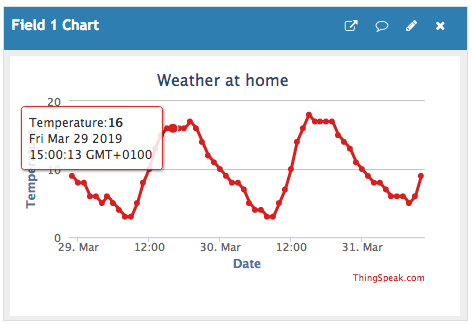 Field 1 Chart
Weather at home
20
Temperature:16
Fri Mar 29 2019
15:00:13 GMT+0100
10
0
29. Mar
12:00
30. Mar
12:00
31. Mar
Date
ThingSpeak.com